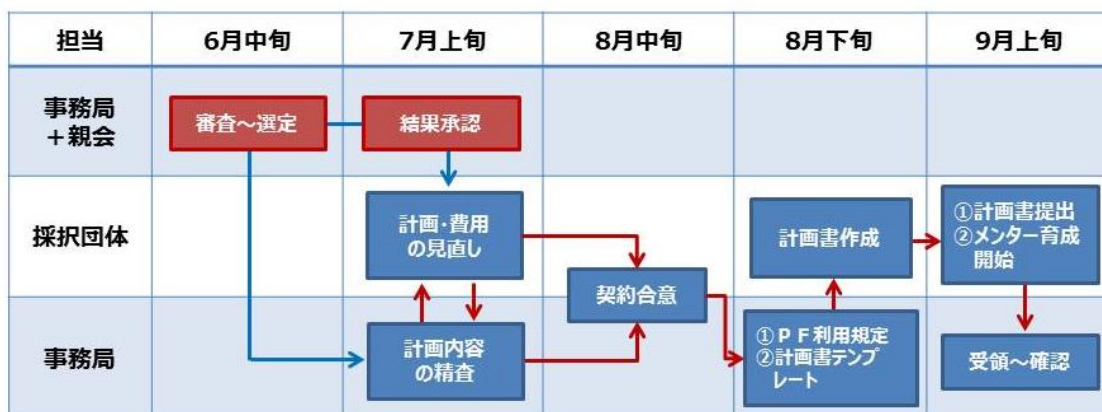 担当
6月中旬
7月上旬
8月中旬
8月下旬
9月上旬
事務局
＋親会
審査～選定
結果承認
採択団体
計画・費用
の見直し
計画書作成
①計画書提出
②メンター育成
開始
契約合意
事務局
計画内容
の精査
①ＰＦ利用規定
②計画書テンプ
レート
受領～確認